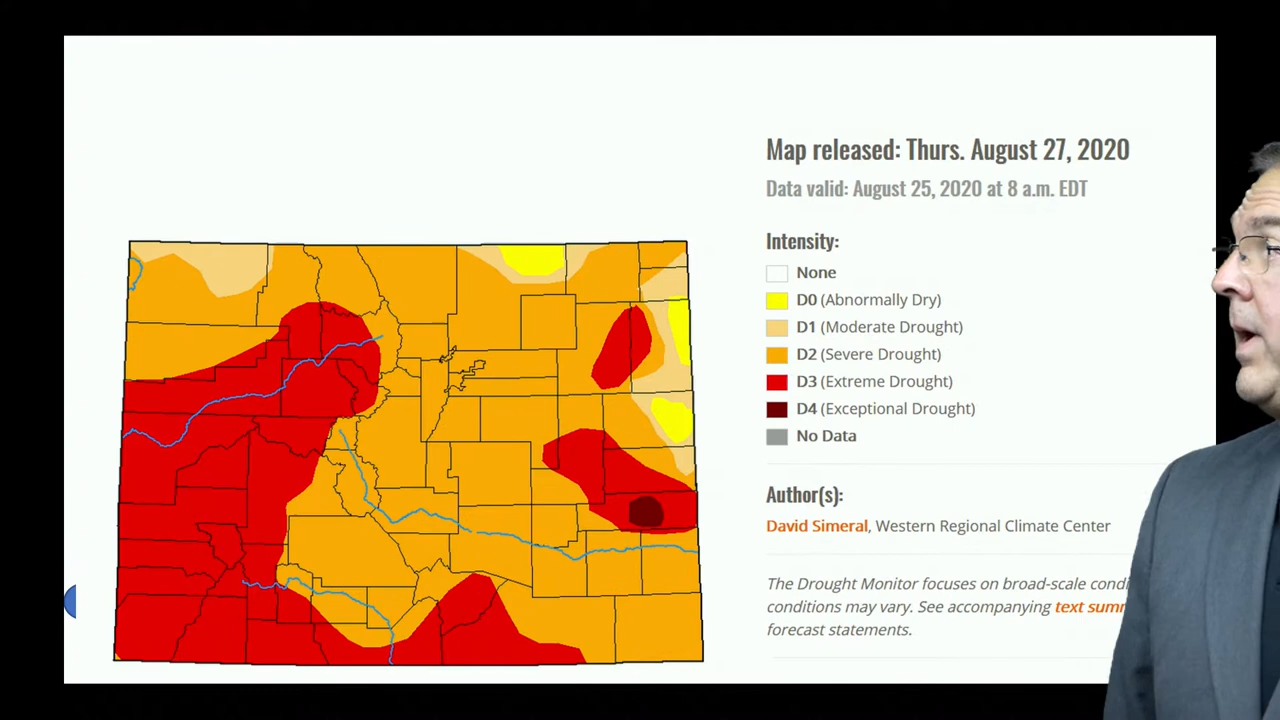 Map released: Thurs. August 27, 2020
Data valid: August 25, 2020 at 8 a.m. EDT
Intensity:
None
D0 (Abnormally Dry)
D1 (Moderate Drought)
D2 (Severe Drought)
D3 (Extreme Drought)
D4 (Exceptional Drought)
No Data
Author(s):
David Simeral, Western Regional Climate Center
The Drought Monitor focuses on broad-scale
conditions may vary. See accompanying text
forecast statements.